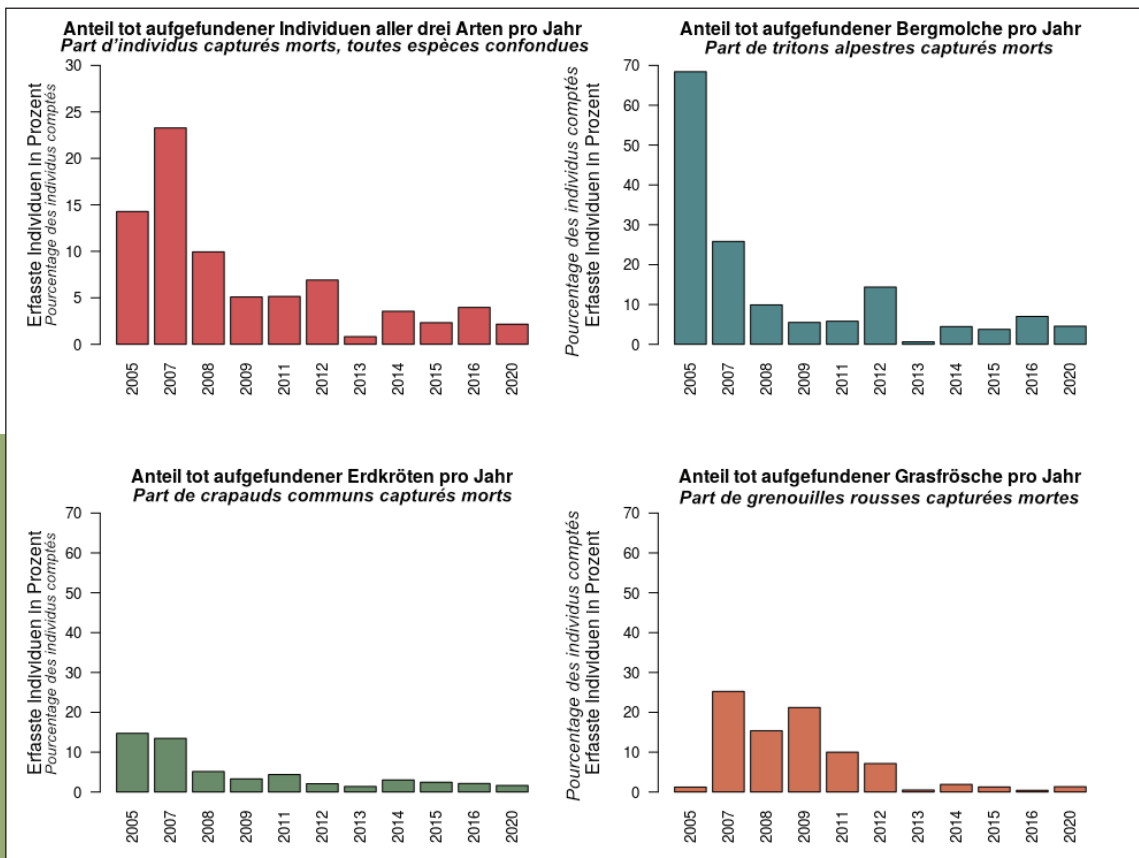 Anteil tot aufgefundener Individuen aller drei Arten pro Jahr
Part d'individus capturés morts, toutes espèces confondues
Erfasste Individuen In Prozent
Pourcentage des individus comptés
30
25
20
15
10
5
0
2005 2007 2008 2009 2011 2012 2013 2014 2015 2016 2020
Anteil tot aufgefundener Bergmolche pro Jahr
Part de tritons alpestres capturés morts
Pourcentage des individus comptés
Erfasste Individuen In Prozent
70
60
50
40
30
20
10
0
2005 2007 2008 2009 2011 2012 2013 2014 2015 2016 2020
Anteil tot aufgefundener Erdkröten pro Jahr
Part de crapauds communs capturés morts
Erfasste Individuen In Prozent
Pourcentage des individus comptés
70
60
50
40
30
20
10
0
2005 2007 2008 2009 2011 2012 2013 2014 2015 2016 2020
Anteil tot aufgefundener Grasfrösche pro Jahr
Part de grenouilles rousses capturées mortes
Pourcentage des individus comptés
Erfasste Individuen In Prozent
70
60
50
40
30
20
10
0
2005 2007 2008 2009 2011 2012 2013 2014 2015 2016 2020